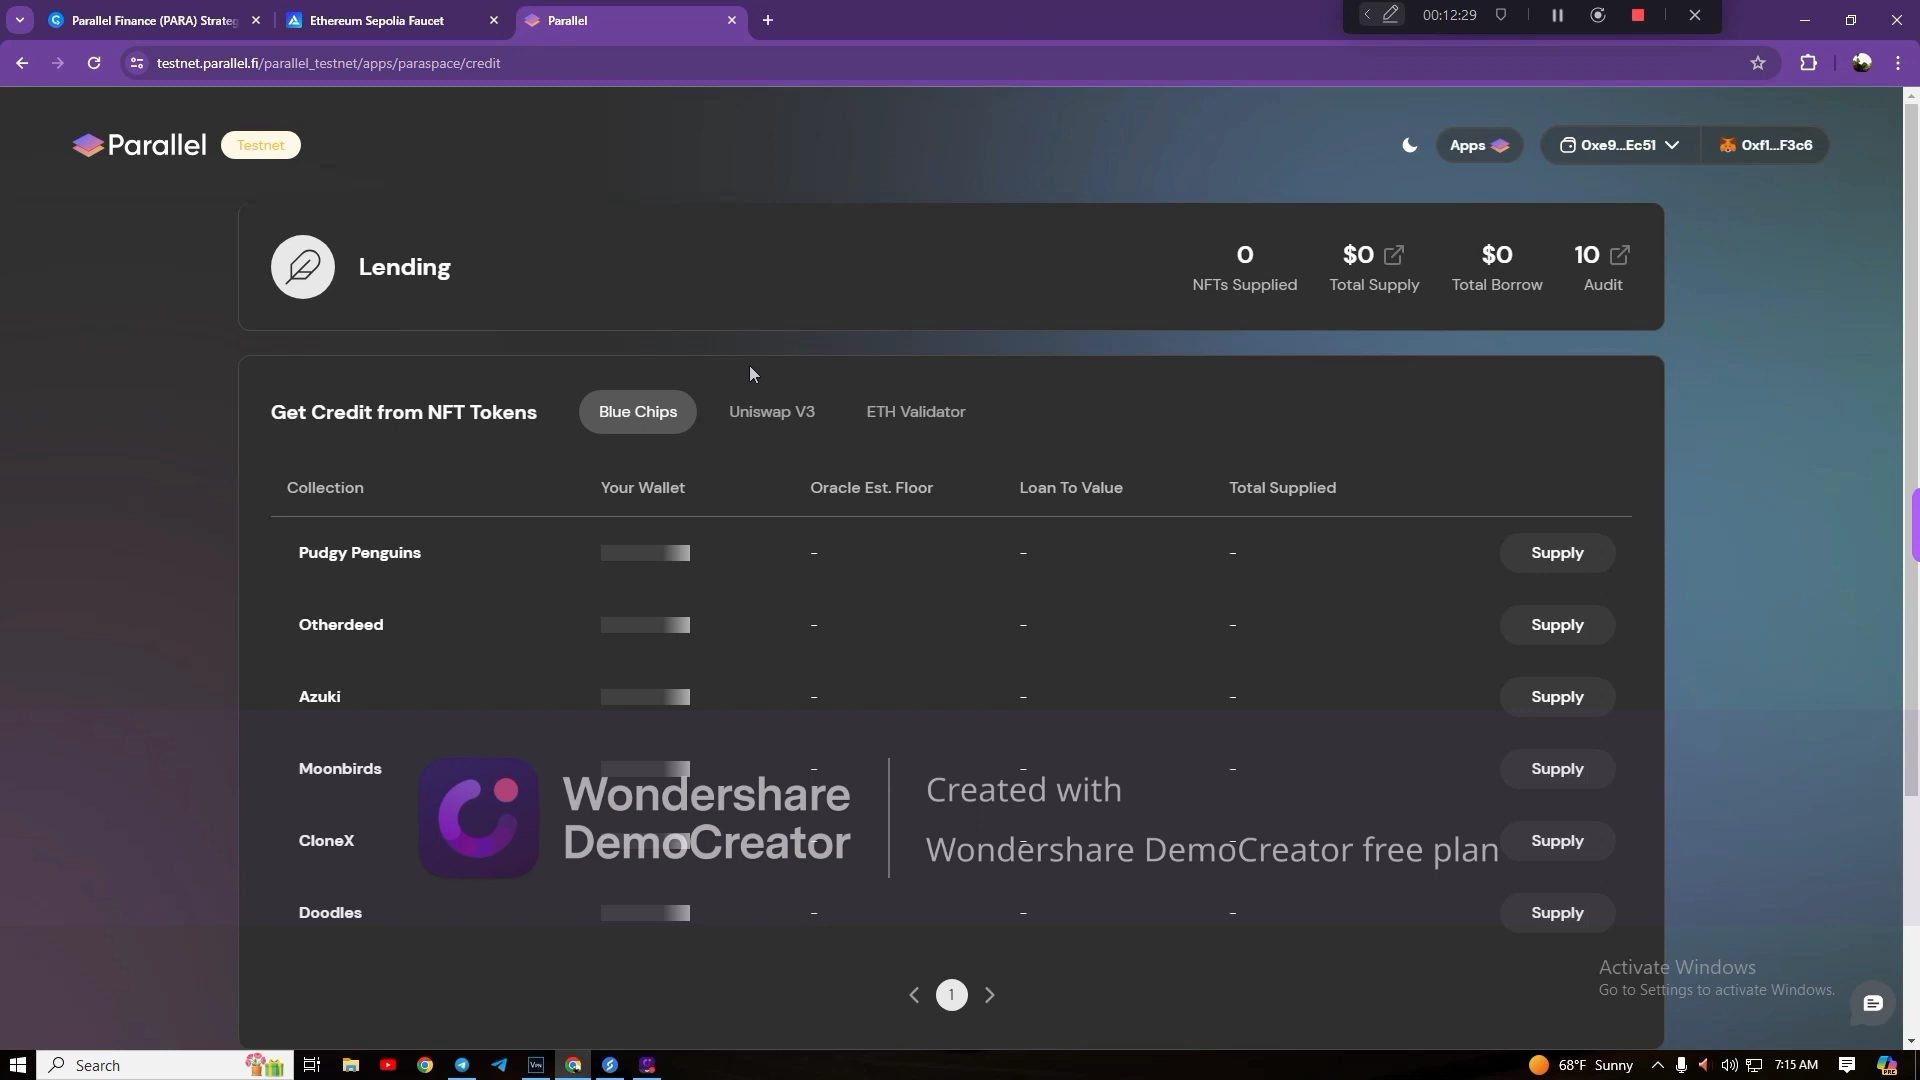 Parallel Finance (PARA) Strateg
Ethereum Sepolia Faucet
Parallel
00:12:29
testnet.parallel.fi/parallel_testnet/apps/paraspace/credit
Parallel
Testnet
Apps
0xe9...Ec51
0xf1...F3c6
Lending
0
NFTs Supplied
$0
Total Supply
$0
Total Borrow
10
Audit
Get Credit from NFT Tokens
Blue Chips
Uniswap V3
ETH Validator
Collection
Your Wallet
Oracle Est. Floor
Loan To Value
Total Supplied
Pudgy Penguins - - - Supply
Otherdeed - - - Supply
Azuki - - - Supply
Moonbirds - - - Supply
CloneX - - - Supply
Doodles - - - Supply
Wondershare
DemoCreator
Created with
Wondershare DemoCreator free plan
1
Activate Windows
Go to Settings to activate Windows.
Search
68°F Sunny
7:15 AM